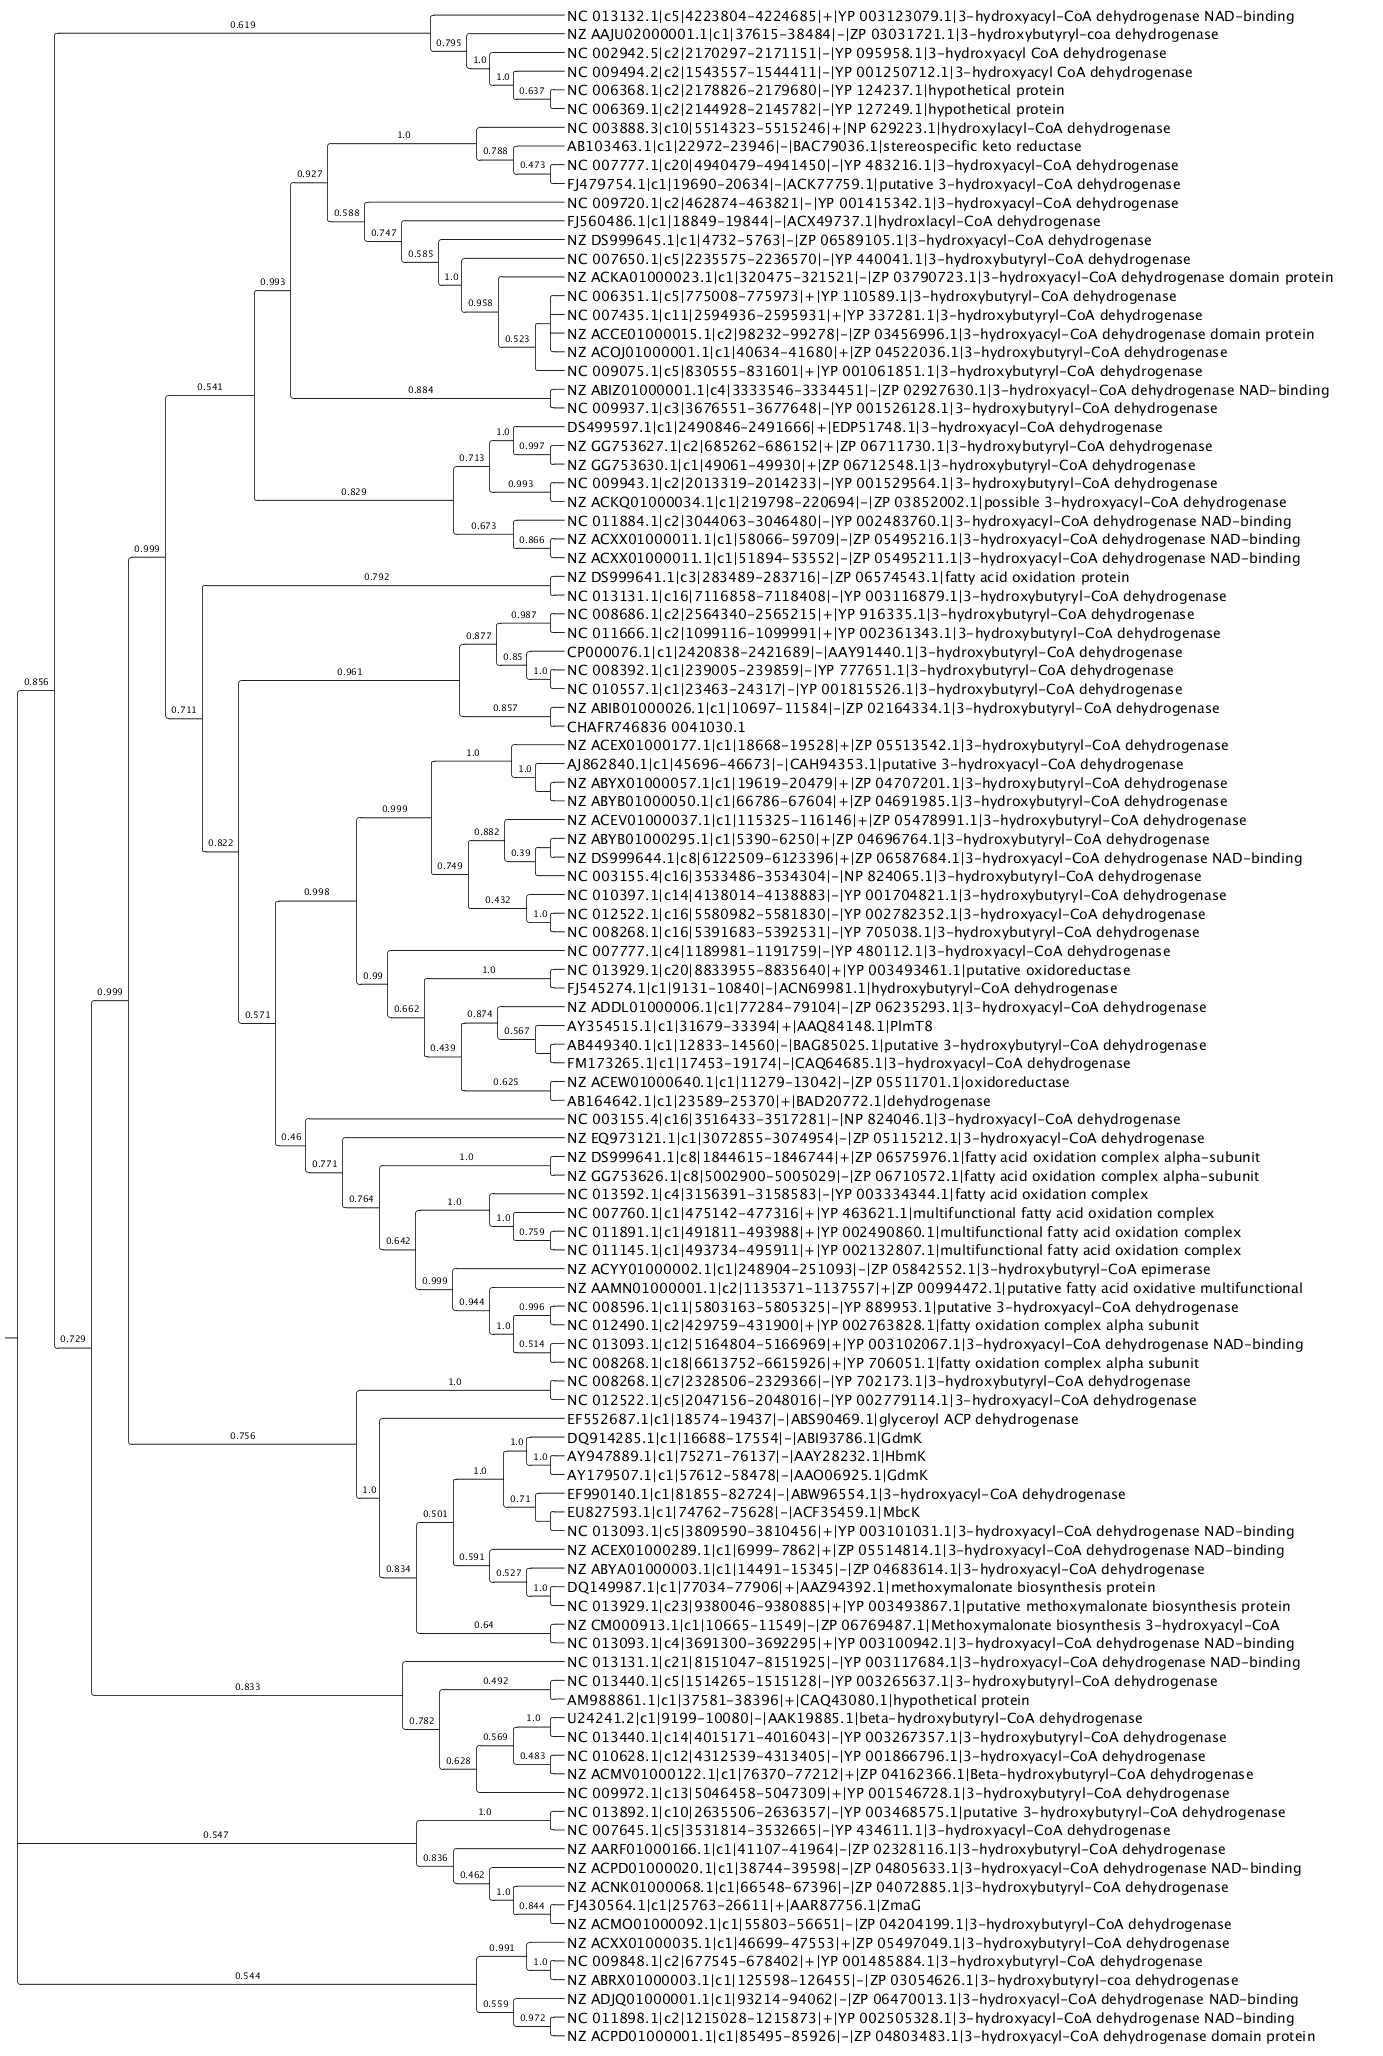 0.619
NC 013132.1|c5|4223804-4224685|+|YP 003123079.1|3-hydroxyacyl-CoA dehydrogenase NAD-binding
0.795
NZ AAJU02000001.1|c1|37615-38484|-|ZP 03031721.1|3-hydroxybutyryl-coa dehydrogenase
1.0
NC 002942.5|c2|2170297-2171151|-|YP 095958.1|3-hydroxyacyl CoA dehydrogenase
1.0
NC 009494.2|c2|1543557-1544411|-|YP 001250712.1|3-hydroxyacyl CoA dehydrogenase
0.637
NC 006368.1|c2|2178826-2179680|-|YP 124237.1|hypothetical protein
NC 006369.1|c2|2144928-2145782|-|YP 127249.1|hypothetical protein
1.0
NC 003888.3|c10|5514323-5515246|+|NP 629223.1|hydroxylacyl-CoA dehydrogenase
0.788
AB103463.1|c1|22972-23946|-|BAC79036.1|stereospecific keto reductase
0.473
NC 007777.1|c20|4940479-4941450|-|YP 483216.1|3-hydroxyacyl-CoA dehydrogenase
0.927
FJ479754.1|c1|19690-20634|-|ACK77759.1|putative 3-hydroxyacyl-CoA dehydrogenase
NC 009720.1|c2|462874-463821|-|YP 001415342.1|3-hydroxyacyl-CoA dehydrogenase
0.588
FJ560486.1|c1|18849-19844|-|ACX49737.1|hydroxlacyl-CoA dehydrogenase
0.747
NZ DS999645.1|c1|4732-5763|-|ZP 06589105.1|3-hydroxyacyl-CoA dehydrogenase
0.585
NC 007650.1|c5|2235575-2236570|-|YP 440041.1|3-hydroxybutyryl-CoA dehydrogenase
1.0
NZ ACKA01000023.1|c1|320475-321521|-|ZP 03790723.1|3-hydroxyacyl-CoA dehydrogenase domain protein
0.993
NC 006351.1|c5|775008-775973|+|YP 110589.1|3-hydroxybutyryl-CoA dehydrogenase
0.958
NC 007435.1|c11|2594936-2595931|+|YP 337281.1|3-hydroxybutyryl-CoA dehydrogenase
NZ ACCE01000015.1|c2|98232-99278|-|ZP 03456996.1|3-hydroxyacyl-CoA dehydrogenase domain protein
0.523
NZ ACOJ01000001.1|c1|40634-41680|+|ZP 04522036.1|3-hydroxybutyryl-CoA dehydrogenase
NC 009075.1|c5|830555-831601|+|YP 001061851.1|3-hydroxybutyryl-CoA dehydrogenase
0.541
0.884
NZ ABIZ01000001.1|c4|3333546-3334451|-|ZP 02927630.1|3-hydroxyacyl-CoA dehydrogenase NAD-binding
NC 009937.1|c3|3676551-3677648|-|YP 001526128.1|3-hydroxybutyryl-CoA dehydrogenase
DS499597.1|c1|2490846-2491666|+|EDP51748.1|3-hydroxyacyl-CoA dehydrogenase
1.0
0.997
NZ GG753627.1|c2|685262-686152|+|ZP 06711730.1|3-hydroxybutyryl-CoA dehydrogenase
0.713
NZ GG753630.1|c1|49061-49930|+|ZP 06712548.1|3-hydroxybutyryl-CoA dehydrogenase
0.993
NC 009943.1|c2|2013319-2014233|-|YP 001529564.1|3-hydroxybutyryl-CoA dehydrogenase
0.829
NZ ACKQ01000034.1|c1|219798-220694|-|ZP 03852002.1|possible 3-hydroxyacyl-CoA dehydrogenase
0.673
NC 011884.1|c2|3044063-3046480|-|YP 002483760.1|3-hydroxyacyl-CoA dehydrogenase NAD-binding
0.866
NZ ACXX01000011.1|c1|58066-59709|-|ZP 05495216.1|3-hydroxyacyl-CoA dehydrogenase NAD-binding
0.999
NZ ACXX01000011.1|c1|51894-53552|-|ZP 05495211.1|3-hydroxyacyl-CoA dehydrogenase NAD-binding
0.792
NZ DS999641.1|c3|283489-283716|-|ZP 06574543.1|fatty acid oxidation protein
NC 013131.1|c16|7116858-7118408|-|YP 003116879.1|3-hydroxybutyryl-CoA dehydrogenase
0.987
NC 008686.1|c2|2564340-2565215|+|YP 916335.1|3-hydroxybutyryl-CoA dehydrogenase
0.877
NC 011666.1|c2|1099116-1099991|+|YP 002361343.1|3-hydroxybutyryl-CoA dehydrogenase
0.85
CP000076.1|c1|2420838-2421689|-|AAY91440.1|3-hydroxybutyryl-CoA dehydrogenase
0.961
1.0
NC 008392.1|c1|239005-239859|-|YP 777651.1|3-hydroxybutyryl-CoA dehydrogenase
0.856
NC 010557.1|c1|23463-24317|-|YP 001815526.1|3-hydroxybutyryl-CoA dehydrogenase
0.711
0.857
NZ ABIB01000026.1|c1|10697-11584|-|ZP 02164334.1|3-hydroxybutyryl-CoA dehydrogenase
CHAFR746836 0041030.1
1.0
NZ ACEX01000177.1|c1|18668-19528|+|ZP 05513542.1|3-hydroxybutyryl-CoA dehydrogenase
1.0
AJ862840.1|c1|45696-46673|-|CAH94353.1|putative 3-hydroxyacyl-CoA dehydrogenase
NZ ABYX01000057.1|c1|19619-20479|+|ZP 04707201.1|3-hydroxybutyryl-CoA dehydrogenase
0.999
NZ ABYB01000050.1|c1|66786-67604|+|ZP 04691985.1|3-hydroxybutyryl-CoA dehydrogenase
NZ ACEV01000037.1|c1|115325-116146|+|ZP 05478991.1|3-hydroxybutyryl-CoA dehydrogenase
0.882
0.822
NZ ABYB01000295.1|c1|5390-6250|+|ZP 04696764.1|3-hydroxybutyryl-CoA dehydrogenase
0.39
NZ DS999644.1|c8|6122509-6123396|+|ZP 06587684.1|3-hydroxyacyl-CoA dehydrogenase NAD-binding
0.749
NC 003155.4|c16|3533486-3534304|-|NP 824065.1|3-hydroxyacyl-CoA dehydrogenase
0.998
0.432
NC 010397.1|c14|4138014-4138883|-|YP 001704821.1|3-hydroxybutyryl-CoA dehydrogenase
1.0
NC 012522.1|c16|5580982-5581830|-|YP 002782352.1|3-hydroxyacyl-CoA dehydrogenase
NC 008268.1|c16|5391683-5392531|-|YP 705038.1|3-hydroxybutyryl-CoA dehydrogenase
NC 007777.1|c4|1189981-1191759|-|YP 480112.1|3-hydroxyacyl-CoA dehydrogenase
0.99
1.0
NC 013929.1|c20|8833955-8835640|+|YP 003493461.1|putative oxidoreductase
0.999
FJ545274.1|c1|9131-10840|-|ACN69981.1|hydroxybutyryl-CoA dehydrogenase
0.662
NZ ADDL01000006.1|c1|77284-79104|-|ZP 06235293.1|3-hydroxyacyl-CoA dehydrogenase
0.571
0.874
AY354515.1|c1|31679-33394|+|AAQ84148.1|PlmT8
0.567
AB449340.1|c1|12833-14560|-|BAG85025.1|putative 3-hydroxybutyryl-CoA dehydrogenase
0.439
FM173265.1|c1|17453-19174|-|CAQ64685.1|3-hydroxyacyl-CoA dehydrogenase
0.625
NZ ACEW01000640.1|c1|11279-13042|-|ZP 05511701.1|oxidoreductase
AB164642.1|c1|23589-25370|+|BAD20772.1|dehydrogenase
NC 003155.4|c16|3516433-3517281|-|NP 824046.1|3-hydroxyacyl-CoA dehydrogenase
0.46
NZ EQ973121.1|c1|3072855-3074954|-|ZP 05115212.1|3-hydroxyacyl-CoA dehydrogenase
0.771
1.0
NZ DS999641.1|c8|1844615-1846744|+|ZP 06575976.1|fatty acid oxidation complex alpha-subunit
NZ GG753626.1|c8|5002900-5005029|-|ZP 06710572.1|fatty acid oxidation complex alpha-subunit
0.764
NC 013592.1|c4|3156391-3158583|-|YP 003334344.1|fatty acid oxidation complex
1.0
NC 007760.1|c1|475142-477316|+|YP 463621.1|multifunctional fatty acid oxidation complex
1.0
0.759
NC 011891.1|c1|491811-493988|+|YP 002490860.1|multifunctional fatty acid oxidation complex
0.642
NC 011145.1|c1|493734-495911|+|YP 002132807.1|multifunctional fatty acid oxidation complex
NZ ACYY01000002.1|c1|248904-251093|-|ZP 05842552.1|3-hydroxybutyryl-CoA epimerase
0.999
NZ AAMN01000001.1|c2|1135371-1137557|+|ZP 00994472.1|putative fatty acid oxidative multifunctional
0.944
0.996
NC 008596.1|c11|5803163-5805325|-|YP 889953.1|putative 3-hydroxyacyl-CoA dehydrogenase
1.0
NC 012490.1|c2|429759-431900|+|YP 002763828.1|fatty oxidation complex alpha subunit
0.729
0.514
NC 013093.1|c12|5164804-5166969|+|YP 003102067.1|3-hydroxyacyl-CoA dehydrogenase NAD-binding
NC 008268.1|c18|6613752-6615926|+|YP 706051.1|fatty oxidation complex alpha subunit
1.0
NC 008268.1|c7|2328506-2329366|-|YP 702173.1|3-hydroxybutyryl-CoA dehydrogenase
NC 012522.1|c5|2047156-2048016|-|YP 002779114.1|3-hydroxyacyl-CoA dehydrogenase
EF552687.1|c1|18574-19437|-|ABS90469.1|glyceroyl ACP dehydrogenase
0.756
DQ914285.1|c1|16688-17554|-|ABI93786.1|GdmK
1.0
1.0
AY947889.1|c1|75271-76137|-|AAY28232.1|HbmK
1.0
AY179507.1|c1|57612-58478|-|AAO06925.1|GdmK
1.0
EF990140.1|c1|81855-82724|-|ABW96554.1|3-hydroxyacyl-CoA dehydrogenase
0.71
EU827593.1|c1|74762-75628|-|ACF35459.1|MbcK
0.501
NC 013093.1|c5|3809590-3810456|+|YP 003101031.1|3-hydroxyacyl-CoA dehydrogenase NAD-binding
NZ ACEX01000289.1|c1|6999-7862|+|ZP 05514814.1|3-hydroxyacyl-CoA dehydrogenase NAD-binding
0.591
0.834
NZ ABYA01000003.1|c1|14491-15345|-|ZP 04683614.1|3-hydroxyacyl-CoA dehydrogenase
0.527
1.0
DQ149987.1|c1|77034-77906|+|AAZ94392.1|methoxymalonate biosynthesis protein
NC 013929.1|c23|9380046-9380885|+|YP 003493867.1|putative methoxymalonate biosynthesis protein
0.64
NZ CM000913.1|c1|10665-11549|-|ZP 06769487.1|Methoxymalonate biosynthesis 3-hydroxyacyl-CoA
NC 013093.1|c4|3691300-3692295|+|YP 003100942.1|3-hydroxyacyl-CoA dehydrogenase NAD-binding
NC 013131.1|c21|8151047-8151925|-|YP 003117684.1|3-hydroxyacyl-CoA dehydrogenase NAD-binding
0.833
0.492
NC 013440.1|c5|1514265-1515128|-|YP 003265637.1|3-hydroxybutyryl-CoA dehydrogenase
AM988861.1|c1|37581-38396|+|CAQ43080.1|hypothetical protein
0.782
1.0
U24241.2|c1|9199-10080|-|AAK19885.1|beta-hydroxybutyryl-CoA dehydrogenase
NC 013440.1|c14|4015171-4016043|-|YP 003267357.1|3-hydroxybutyryl-CoA dehydrogenase
0.569
0.483
NC 010628.1|c12|4312539-4313405|-|YP 001866796.1|3-hydroxyacyl-CoA dehydrogenase
0.628
NZ ACMV01000122.1|c1|76370-77212|+|ZP 04162366.1|Beta-hydroxybutyryl-CoA dehydrogenase
NC 009972.1|c13|5046458-5047309|+|YP 001546728.1|3-hydroxybutyryl-CoA dehydrogenase
1.0
NC 013892.1|c10|2635506-2636357|-|YP 003468575.1|putative 3-hydroxybutyryl-CoA dehydrogenase
0.547
NC 007645.1|c5|3531814-3532665|-|YP 434611.1|3-hydroxyacyl-CoA dehydrogenase
NZ AARF01000166.1|c1|41107-41964|-|ZP 02328116.1|3-hydroxybutyryl-CoA dehydrogenase
0.836
NZ ACPD01000020.1|c1|38744-39598|-|ZP 04805633.1|3-hydroxyacyl-CoA dehydrogenase NAD-binding
0.462
NZ ACNK01000068.1|c1|66548-67396|-|ZP 04072885.1|3-hydroxybutyryl-CoA dehydrogenase
1.0
0.844
FJ430564.1|c1|25763-26611|+|AAR87756.1|ZmaG
NZ ACMO01000092.1|c1|55803-56651|-|ZP 04204199.1|3-hydroxybutyryl-CoA dehydrogenase
0.991
NZ ACXX01000035.1|c1|46699-47553|+|ZP 05497049.1|3-hydroxybutyryl-CoA dehydrogenase
1.0
NC 009848.1|c2|677545-678402|+|YP 001485884.1|3-hydroxybutyryl-CoA dehydrogenase
0.544
NZ ABRX01000003.1|c1|125598-126455|-|ZP 03054626.1|3-hydroxybutyryl-coa dehydrogenase
0.559
NZ ADJQ01000001.1|c1|93214-94062|-|ZP 06470013.1|3-hydroxyacyl-CoA dehydrogenase NAD-binding
0.972
NC 011898.1|c2|1215028-1215873|+|YP 002505328.1|3-hydroxyacyl-CoA dehydrogenase NAD-binding
NZ ACPD01000001.1|c1|85495-85926|-|ZP 04803483.1|3-hydroxyacyl-CoA dehydrogenase domain protein